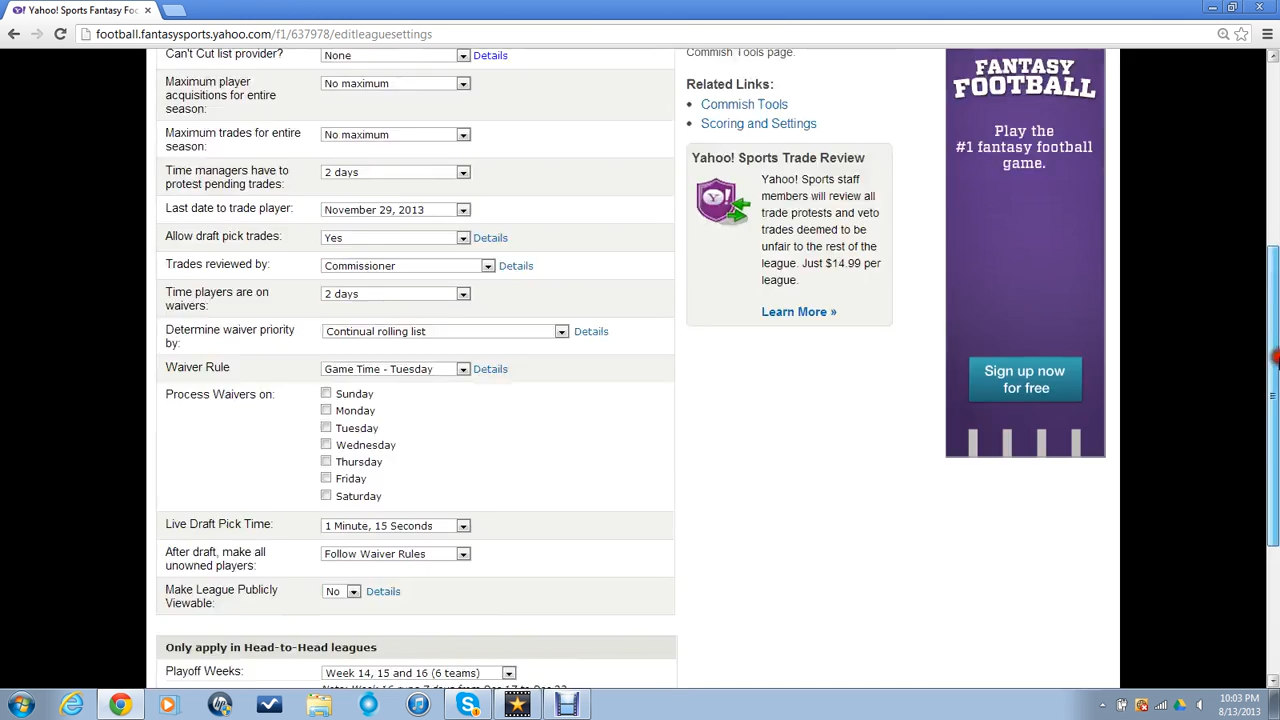 Yahoo! Sports Fantasy Foo
football.fantasysports.yahoo.com/f1/637978/editleaguesettings
Can't Cut list provider?
None
Details
Maximum player
acquisitions for entire
season:
No maximum
Maximum trades for entire
season:
No maximum
Time managers have to
protest pending trades:
2 days
Last date to trade player:
November 29, 2013
Allow draft pick trades:
Yes
Details
Trades reviewed by:
Commissioner
Details
Time players are on
waivers:
2 days
Determine waiver priority
by:
Continual rolling list
Details
Waiver Rule
Game Time - Tuesday
Details
Process Waivers on:
Sunday
Monday
Tuesday
Wednesday
Thursday
Friday
Saturday
Live Draft Pick Time:
1 Minute, 15 Seconds
After draft, make all
unowned players:
Follow Waiver Rules
Make League Publicly
Viewable:
No
Details
Only apply in Head-to-Head leagues
Playoff Weeks:
Week 14, 15 and 16 (6 teams)
Commish Tools page.
Related Links:
• Commish Tools
• Scoring and Settings
Yahoo! Sports Trade Review
Y!
Yahoo! Sports staff
members will review all
trade protests and veto
trades deemed to be
unfair to the rest of the
league. Just $14.99 per
league.
Learn More »
FANTASY
FOOTBALL
Play the
#1 fantasy football
game.
Sign up now
for free
10:03 PM
8/13/2013